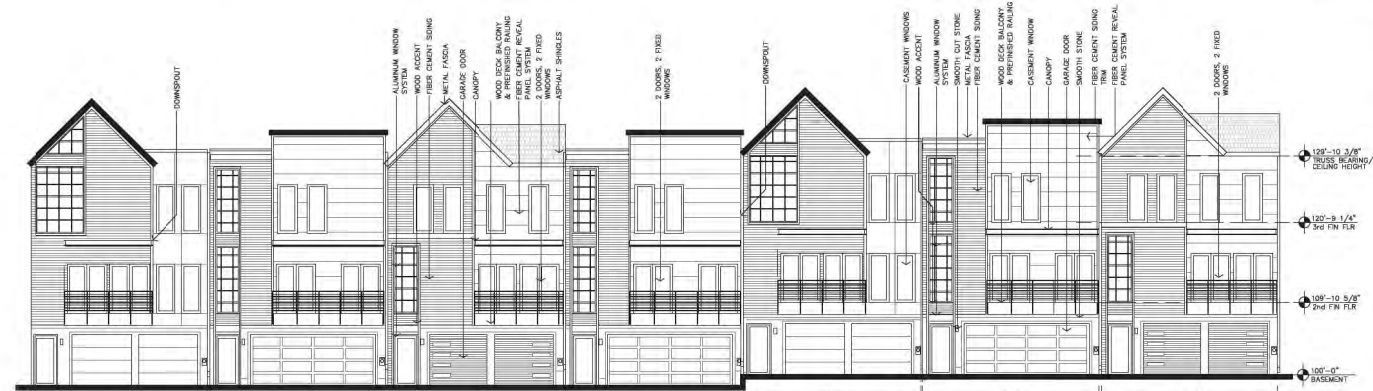 DOWNSPOUT
ALUMINUM WINDOW
SYSTEM
WOOD ACCENT
FIBER CEMENT SIDING
METAL FASCIA
GARAGE DOOR
CANOPY
WOOD DECK BALCONY
& PREFINISHED RAILING
FIBER CEMENT REVEAL
PANEL SYSTEM
2 DOORS, 2 FIXED
WINDOWS
ASPHALT SHINGLES
2 DOORS, 2 FIXED
WINDOWS
DOWNSPOUT
CASEMENT WINDOWS
WOOD ACCENT
ALUMINUM WINDOW
SYSTEM
SMOOTH CUT STONE
METAL FASCIA
FIBER CEMENT SIDING
WOOD DECK BALCONY
& PREFINISHED RAILING
CASEMENT WINDOW
CANOPY
GARAGE DOOR
SMOOTH STONE
FIBER CEMENT SIDING
TRM
FIBER CEMENT REVEAL
PANEL SYSTEM
2 DOORS, 2 FIXED
WINDOWS
129'-10 3/8"
TRUSS BEARING/
CEILING HEIGHT
120'-9 1/4"
3rd FIN FLR
109'-10 5/8"
2nd FIN FLR
100'-0"
BASEMENT